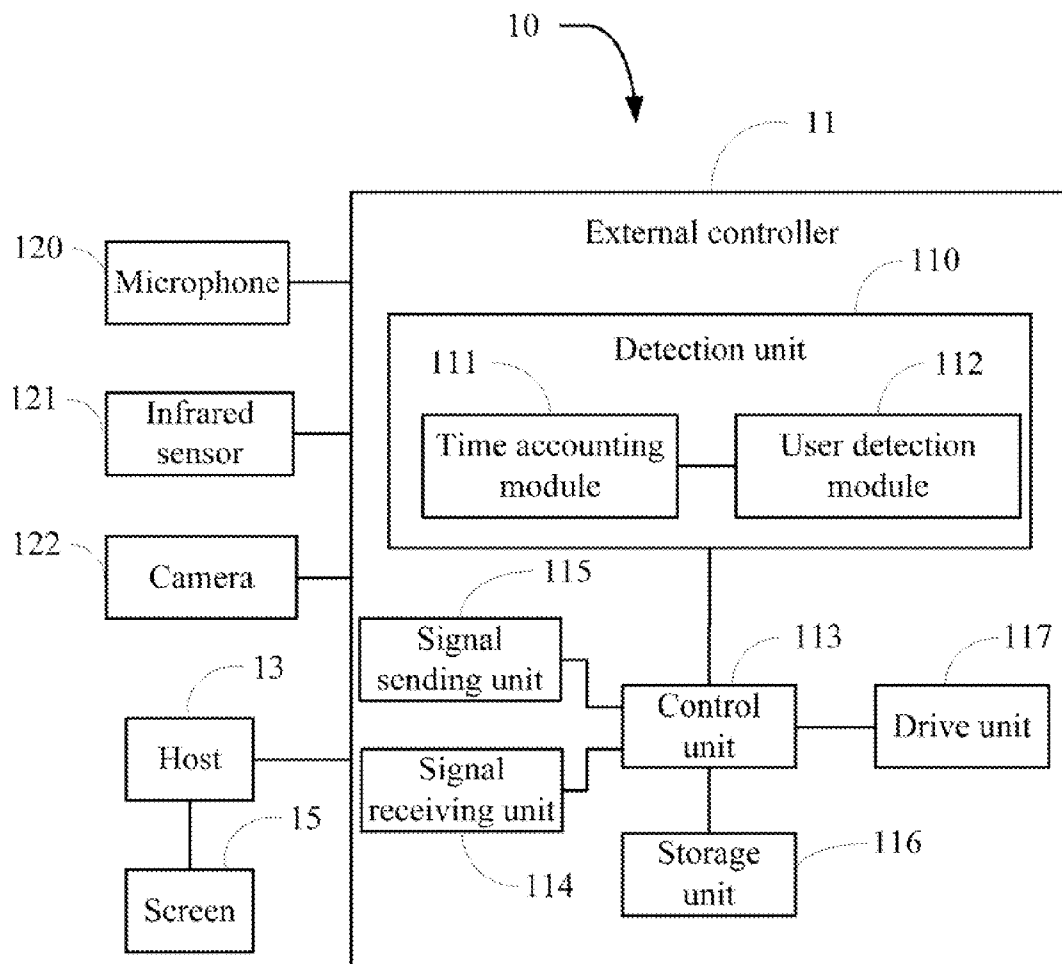 10
11
External controller
120
Microphone
110
Detection unit
111
112
121
Infrared
sensor
Time accounting
module
User detection
module
122
Camera
115
Signal
sending unit
113
117
13
Host
Control
unit
Drive unit
Signal
receiving unit
15
114
Storage
unit
116
Screen